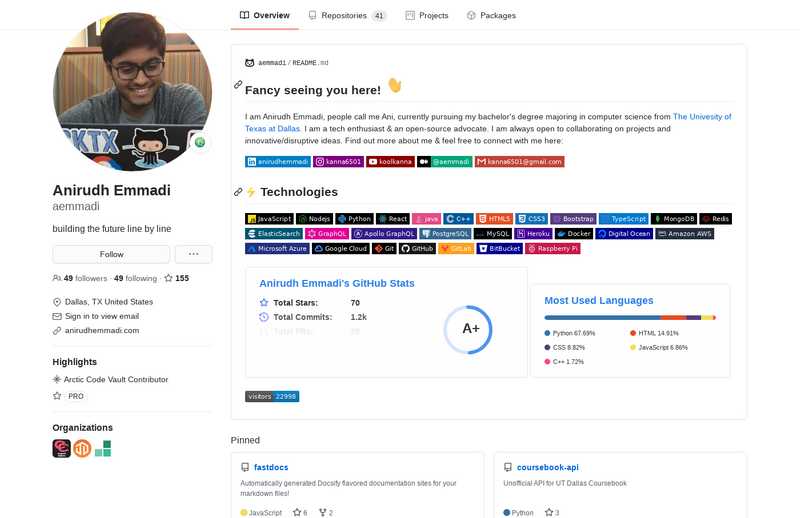 Overview
Repositories 41
Projects
Packages
Anirudh Emmadi
aemmadi
building the future line by line
Follow
49 followers · 49 following · 155
Dallas, TX United States
Sign in to view email
anirudhemmadi.com
Highlights
Arctic Code Vault Contributor
PRO
Organizations
aemmadi / README.md
Fancy seeing you here!
I am Anirudh Emmadi, people call me Ani, currently pursuing my bachelor's degree majoring in computer science from The Univesity of
Texas at Dallas. I am a tech enthusiast & an open-source advocate. I am always open to collaborating on projects and
innovative/disruptive ideas. Find out more about me & feel free to connect with me here:
anirudhemmadi kanna6501 koolkanna @aemmadi kanna6501@gmail.com
Technologies
JavaScript Nodejs Python React java C++ HTML5 CSS3 Bootstrap TypeScript MongoDB Redis
ElasticSearch GraphQL Apollo GraphQL PostgreSQL MySQL Heroku Docker Digital Ocean Amazon AWS
Microsoft Azure Google Cloud Git GitHub GitLab BitBucket Raspberry Pi
Anirudh Emmadi's GitHub Stats
Total Stars: 70
Total Commits: 1.2k
A+
Most Used Languages
Python 67.69% HTML 14.91%
CSS 8.82% JavaScript 6.86%
C++ 1.72%
visitors 22998
Pinned
fastdocs
Automatically generated Docsify flavored documentation sites for your
markdown files!
JavaScript 6 2
coursebook-api
Unofficial API for UT Dallas Coursebook
Python 3